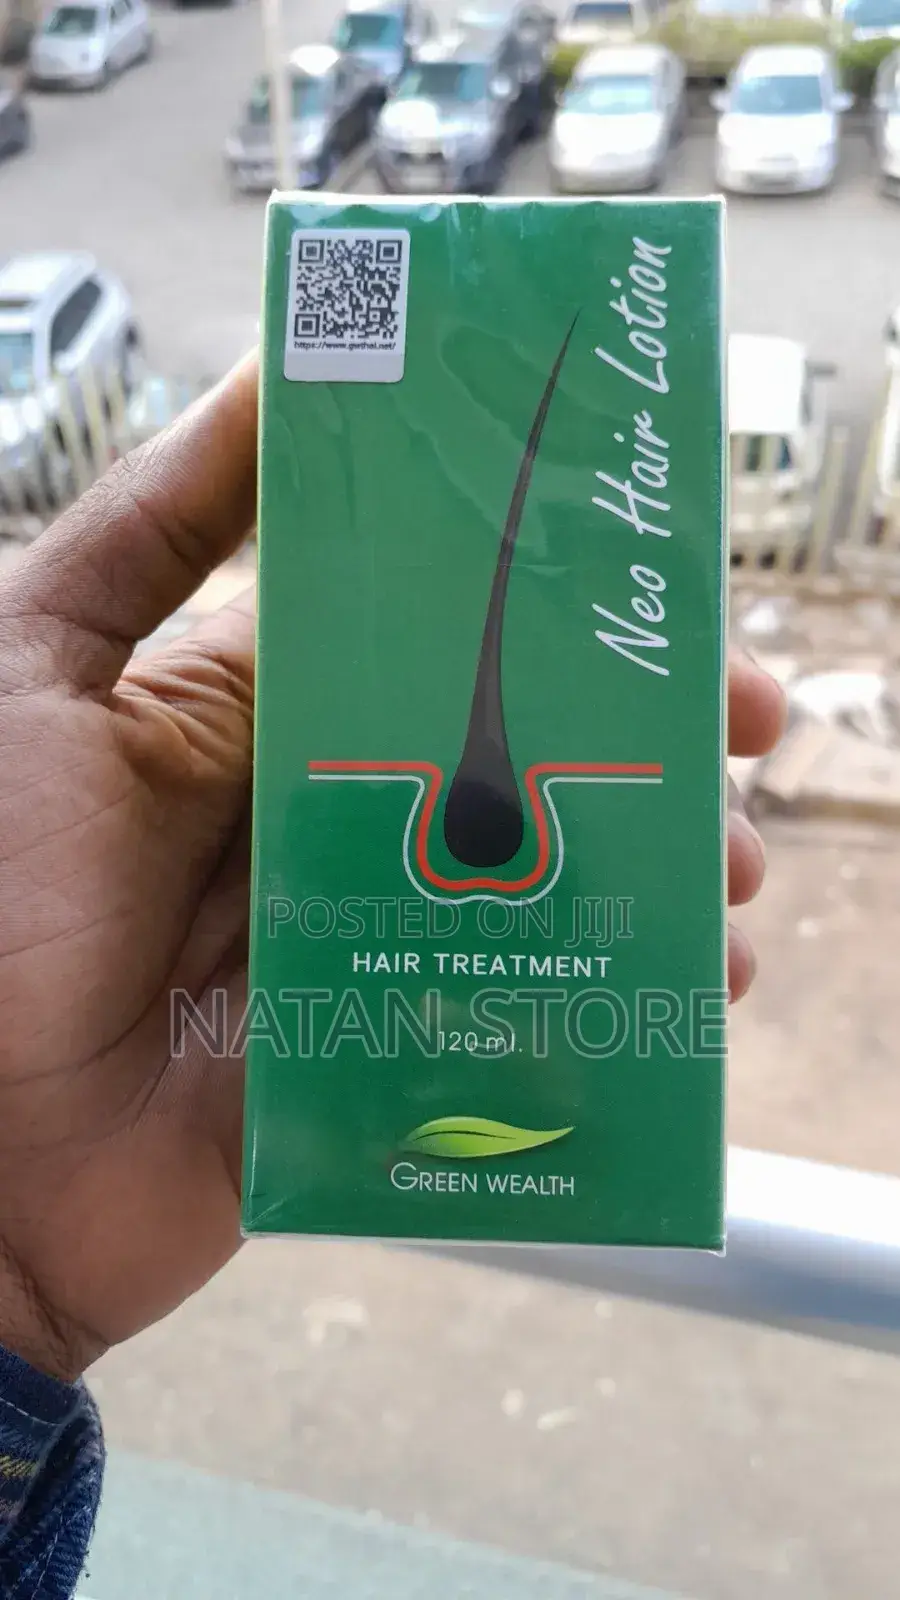 https://www.gwthai.net/
Neo Hair Lotion
POSTED ON JIJI
HAIR TREATMENT
NATAN STORE
120 ml.
GREEN WEALTH